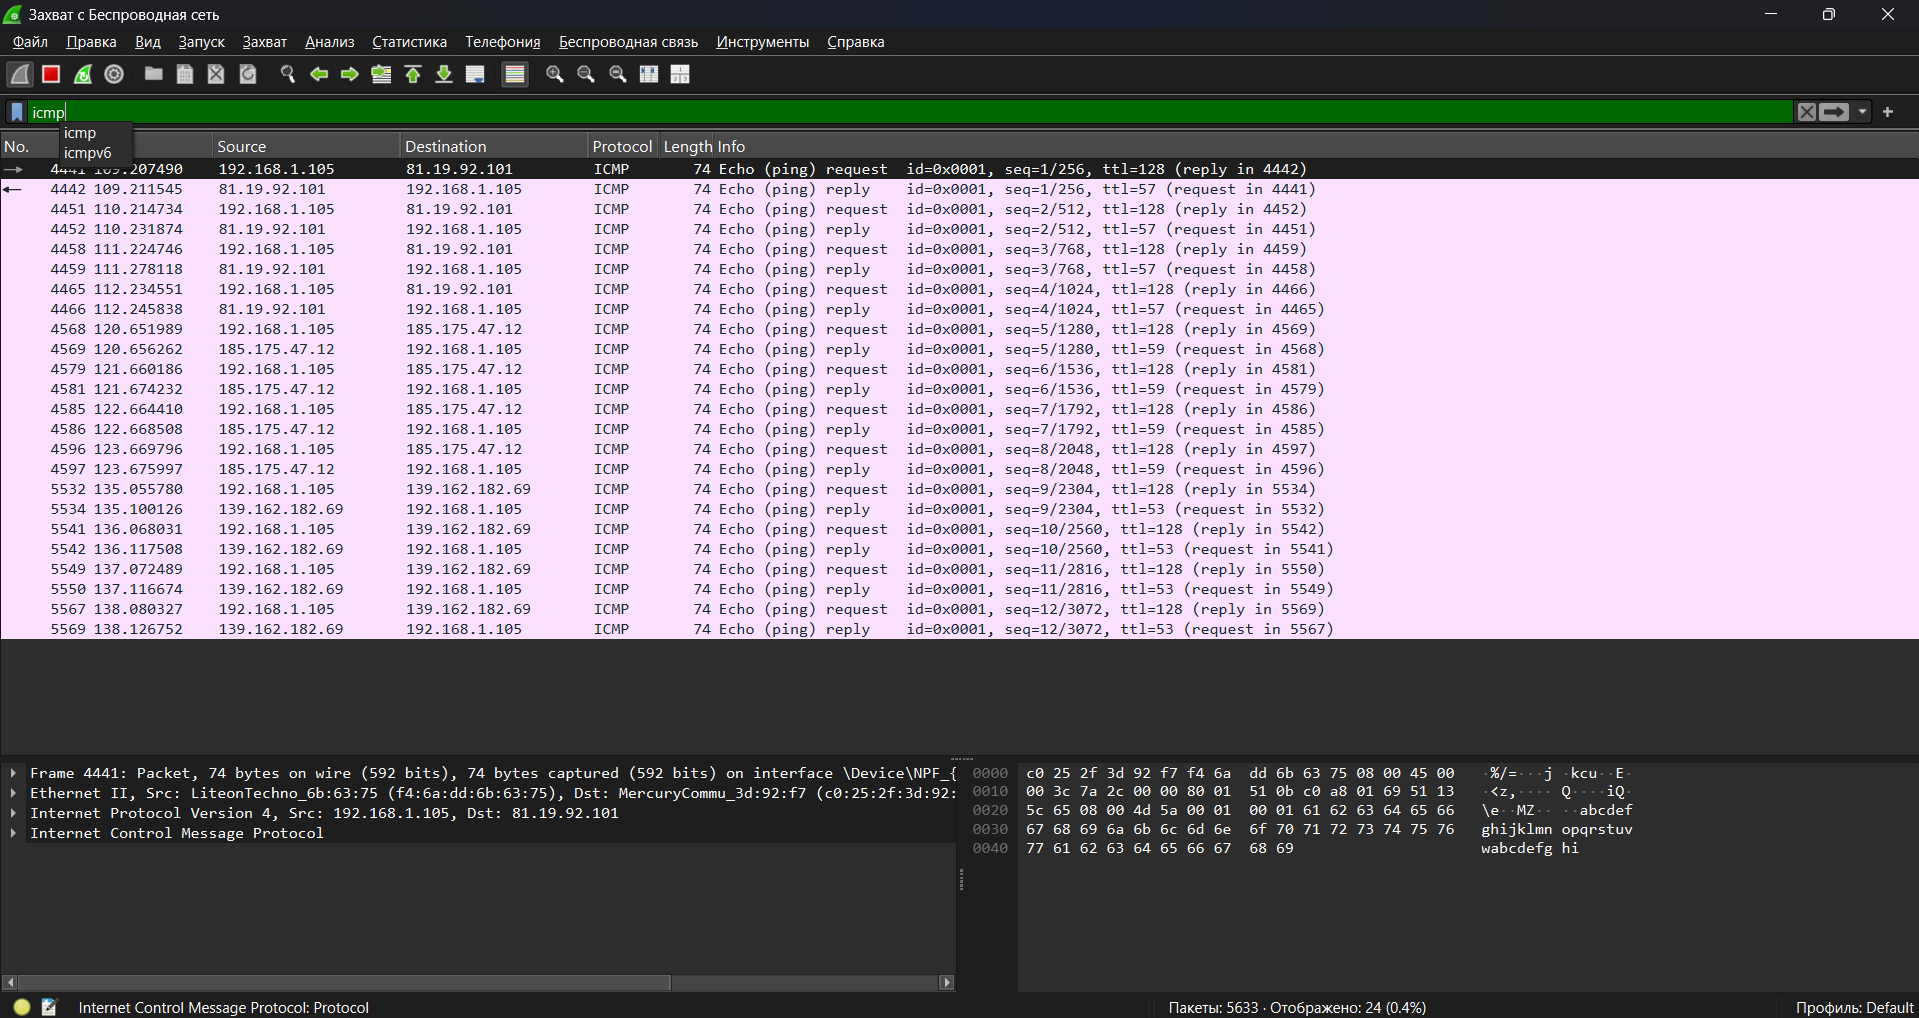 Захват с Беспроводная сеть
Файл Правка Вид Запуск Захват Анализ Статистика Телефония Беспроводная связь Инструменты Справка
icmp
icmp
icmpv6
No. Source Destination Protocol Length Info
4441 109.207490 192.168.1.105 81.19.92.101 ICMP 74 Echo (ping) request id=0x0001, seq=1/256, ttl=128 (reply in 4442)
4442 109.211545 81.19.92.101 192.168.1.105 ICMP 74 Echo (ping) reply id=0x0001, seq=1/256, ttl=57 (request in 4441)
4451 110.214734 192.168.1.105 81.19.92.101 ICMP 74 Echo (ping) request id=0x0001, seq=2/512, ttl=128 (reply in 4452)
4452 110.231874 81.19.92.101 192.168.1.105 ICMP 74 Echo (ping) reply id=0x0001, seq=2/512, ttl=57 (request in 4451)
4458 111.224746 192.168.1.105 81.19.92.101 ICMP 74 Echo (ping) request id=0x0001, seq=3/768, ttl=128 (reply in 4459)
4459 111.278118 81.19.92.101 192.168.1.105 ICMP 74 Echo (ping) reply id=0x0001, seq=3/768, ttl=57 (request in 4458)
4465 112.234551 192.168.1.105 81.19.92.101 ICMP 74 Echo (ping) request id=0x0001, seq=4/1024, ttl=128 (reply in 4466)
4466 112.245838 81.19.92.101 192.168.1.105 ICMP 74 Echo (ping) reply id=0x0001, seq=4/1024, ttl=57 (request in 4465)
4568 120.651989 192.168.1.105 185.175.47.12 ICMP 74 Echo (ping) request id=0x0001, seq=5/1280, ttl=128 (reply in 4569)
4569 120.656262 185.175.47.12 192.168.1.105 ICMP 74 Echo (ping) reply id=0x0001, seq=5/1280, ttl=59 (request in 4568)
4579 121.660186 192.168.1.105 185.175.47.12 ICMP 74 Echo (ping) request id=0x0001, seq=6/1536, ttl=128 (reply in 4581)
4581 121.674232 185.175.47.12 192.168.1.105 ICMP 74 Echo (ping) reply id=0x0001, seq=6/1536, ttl=59 (request in 4579)
4585 122.664410 192.168.1.105 185.175.47.12 ICMP 74 Echo (ping) request id=0x0001, seq=7/1792, ttl=128 (reply in 4586)
4586 122.668508 185.175.47.12 192.168.1.105 ICMP 74 Echo (ping) reply id=0x0001, seq=7/1792, ttl=59 (request in 4585)
4596 123.669796 192.168.1.105 185.175.47.12 ICMP 74 Echo (ping) request id=0x0001, seq=8/2048, ttl=128 (reply in 4597)
4597 123.675997 185.175.47.12 192.168.1.105 ICMP 74 Echo (ping) reply id=0x0001, seq=8/2048, ttl=59 (request in 4596)
5532 135.055780 192.168.1.105 139.162.182.69 ICMP 74 Echo (ping) request id=0x0001, seq=9/2304, ttl=128 (reply in 5534)
5534 135.100126 139.162.182.69 192.168.1.105 ICMP 74 Echo (ping) reply id=0x0001, seq=9/2304, ttl=53 (request in 5532)
5541 136.068031 192.168.1.105 139.162.182.69 ICMP 74 Echo (ping) request id=0x0001, seq=10/2560, ttl=128 (reply in 5542)
5542 136.117508 139.162.182.69 192.168.1.105 ICMP 74 Echo (ping) reply id=0x0001, seq=10/2560, ttl=53 (request in 5541)
5549 137.072489 192.168.1.105 139.162.182.69 ICMP 74 Echo (ping) request id=0x0001, seq=11/2816, ttl=128 (reply in 5550)
5550 137.116674 139.162.182.69 192.168.1.105 ICMP 74 Echo (ping) reply id=0x0001, seq=11/2816, ttl=53 (request in 5549)
5567 138.080327 192.168.1.105 139.162.182.69 ICMP 74 Echo (ping) request id=0x0001, seq=12/3072, ttl=128 (reply in 5569)
5569 138.126752 139.162.182.69 192.168.1.105 ICMP 74 Echo (ping) reply id=0x0001, seq=12/3072, ttl=53 (request in 5567)
Frame 4441: Packet, 74 bytes on wire (592 bits), 74 bytes captured (592 bits) on interface \Device\NPF_{
Ethernet II, Src: LiteonTechno_6b:63:75 (f4:6a:dd:6b:63:75), Dst: MercuryCommu_3d:92:f7 (c0:25:2f:3d:92:
Internet Protocol Version 4, Src: 192.168.1.105, Dst: 81.19.92.101
Internet Control Message Protocol
0000 c0 25 2f 3d 92 f7 f4 6a dd 6b 63 75 08 00 45 00 ·%/=···j ·kcu··E·
0010 00 3c 7a 2c 00 00 80 01 51 0b c0 a8 01 69 51 13 ·<z,···· Q····iQ·
0020 5c 65 08 00 4d 5a 00 01 00 01 61 62 63 64 65 66 \e··MZ·· ··abcdef
0030 67 68 69 6a 6b 6c 6d 6e 6f 70 71 72 73 74 75 76 ghijklmn opqrstuv
0040 77 61 62 63 64 65 66 67 68 69 wabcdefg hi
Internet Control Message Protocol: Protocol
Пакеты: 5633 · Отображено: 24 (0.4%)
Профиль: Default